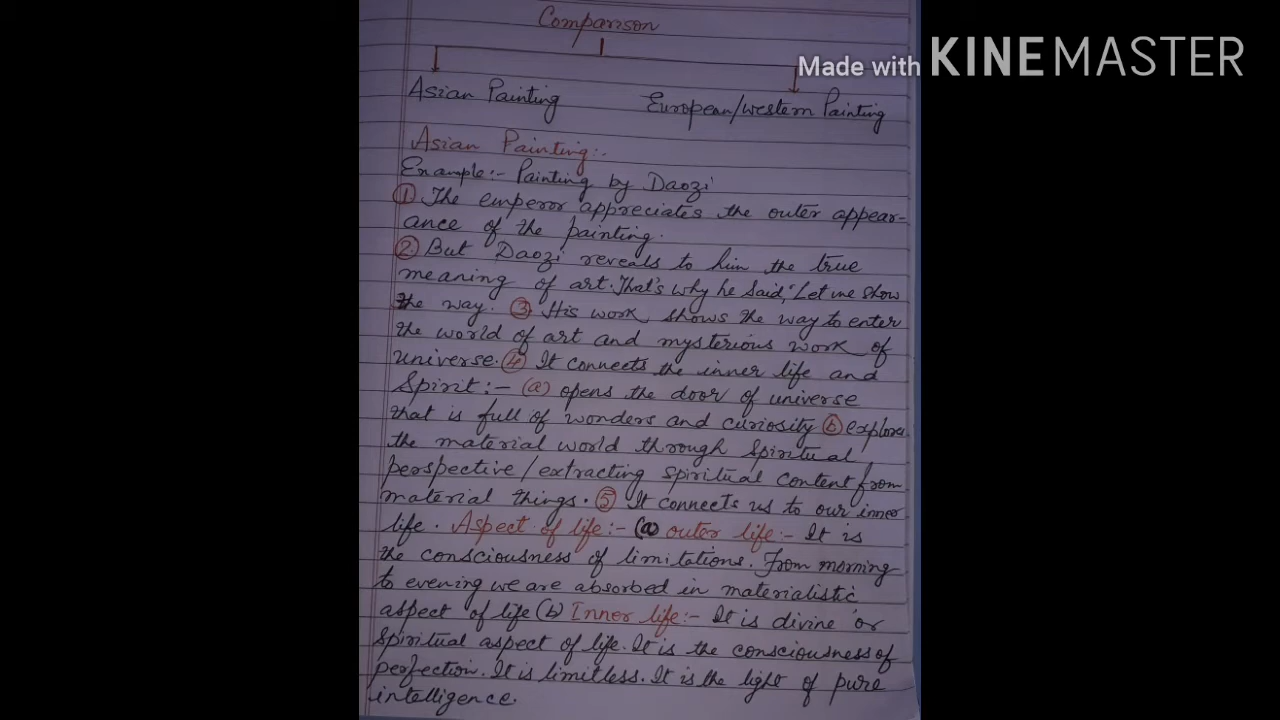 Comparison
Made with KINEMASTER
Asian Painting European/western Painting
Asian Painting:-
Example:- Painting by Daozi
① The emperor appreciates the outer appear-
ance of the painting.
② But Daozi reveals to him the true
meaning of art. That's why he Said, "Let me show
the way. ③ His work shows the way to enter
the world of art and mysterious work of
universe. ④ It connects the inner life and
Spirit:- (a) opens the door of universe
that is full of wonders and curiosity ⓑ explores
the material world through spiritual
perspective/extracting spiritual content from
material things. ⑤ It connects us to our inner
life. Aspect of life:- (a) outer life:- It is
the consciousness of limitations. From morning
to evening we are absorbed in materialistic
aspect of life (b) Inner life:- It is divine or
spiritual aspect of life. It is the consciousness of
perfection. It is limitless. It is the light of pure
intelligence.